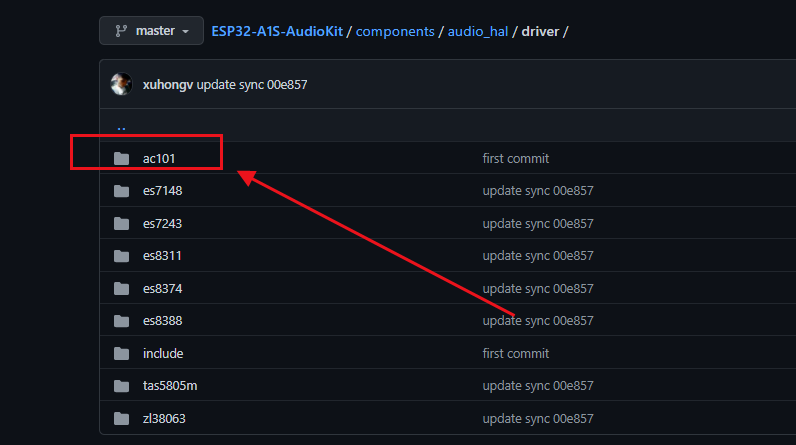 master ESP32-A1S-AudioKit / components / audio_hal / driver /
xuhongv update sync 00e857
..
ac101 first commit
es7148 update sync 00e857
es7243 update sync 00e857
es8311 update sync 00e857
es8374 update sync 00e857
es8388 update sync 00e857
include first commit
tas5805m update sync 00e857
zl38063 update sync 00e857